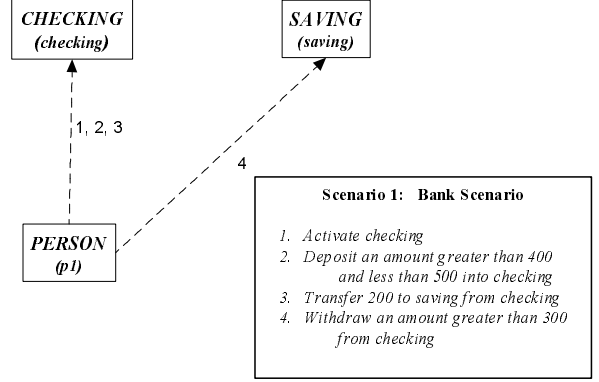 CHECKING
(checking)
SAVING
(saving)
1, 2, 3
4
PERSON
(p1)
Scenario 1: Bank Scenario
1. Activate checking
2. Deposit an amount greater than 400
and less than 500 into checking
3. Transfer 200 to saving from checking
4. Withdraw an amount greater than 300
from checking